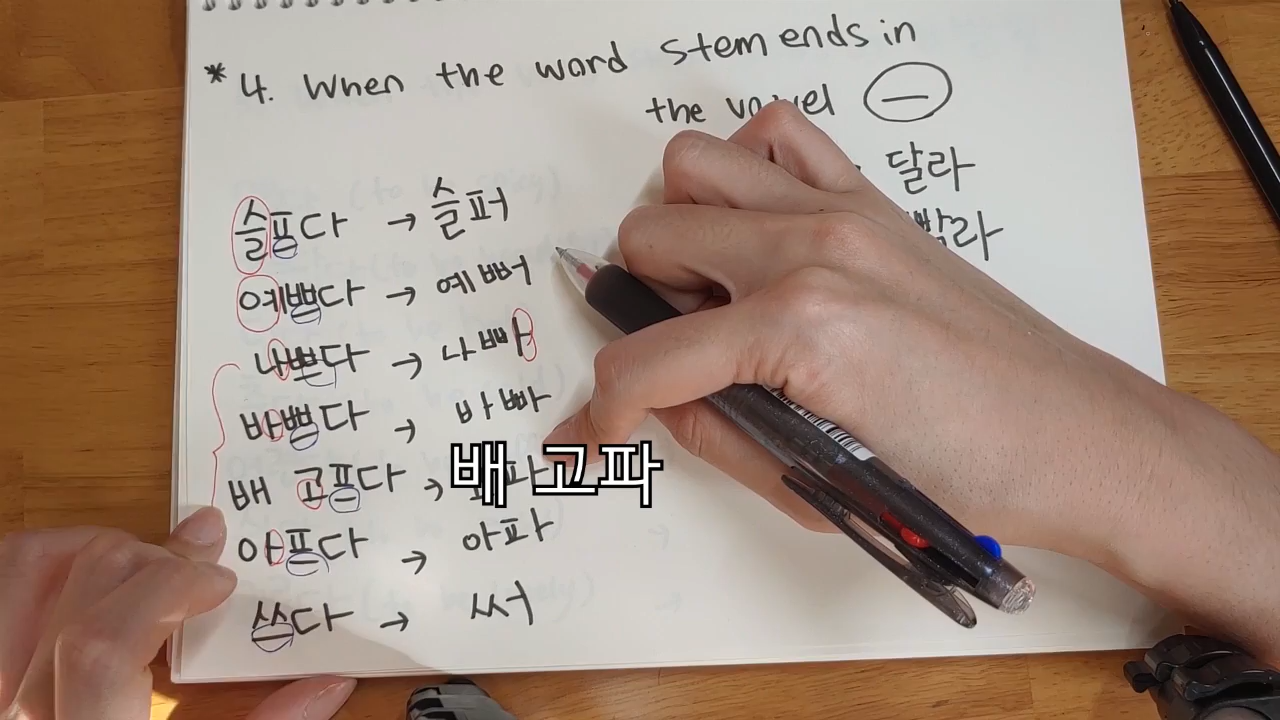 * 4. When the word stem ends in
the vowel ㅡ
달라
빨라
슬프다 → 슬퍼
예쁘다 → 예뻐
나쁘다 → 나빠
바쁘다 → 바빠
배 고프다 → 고파
배 고파
아프다 → 아파
쓰다 → 써